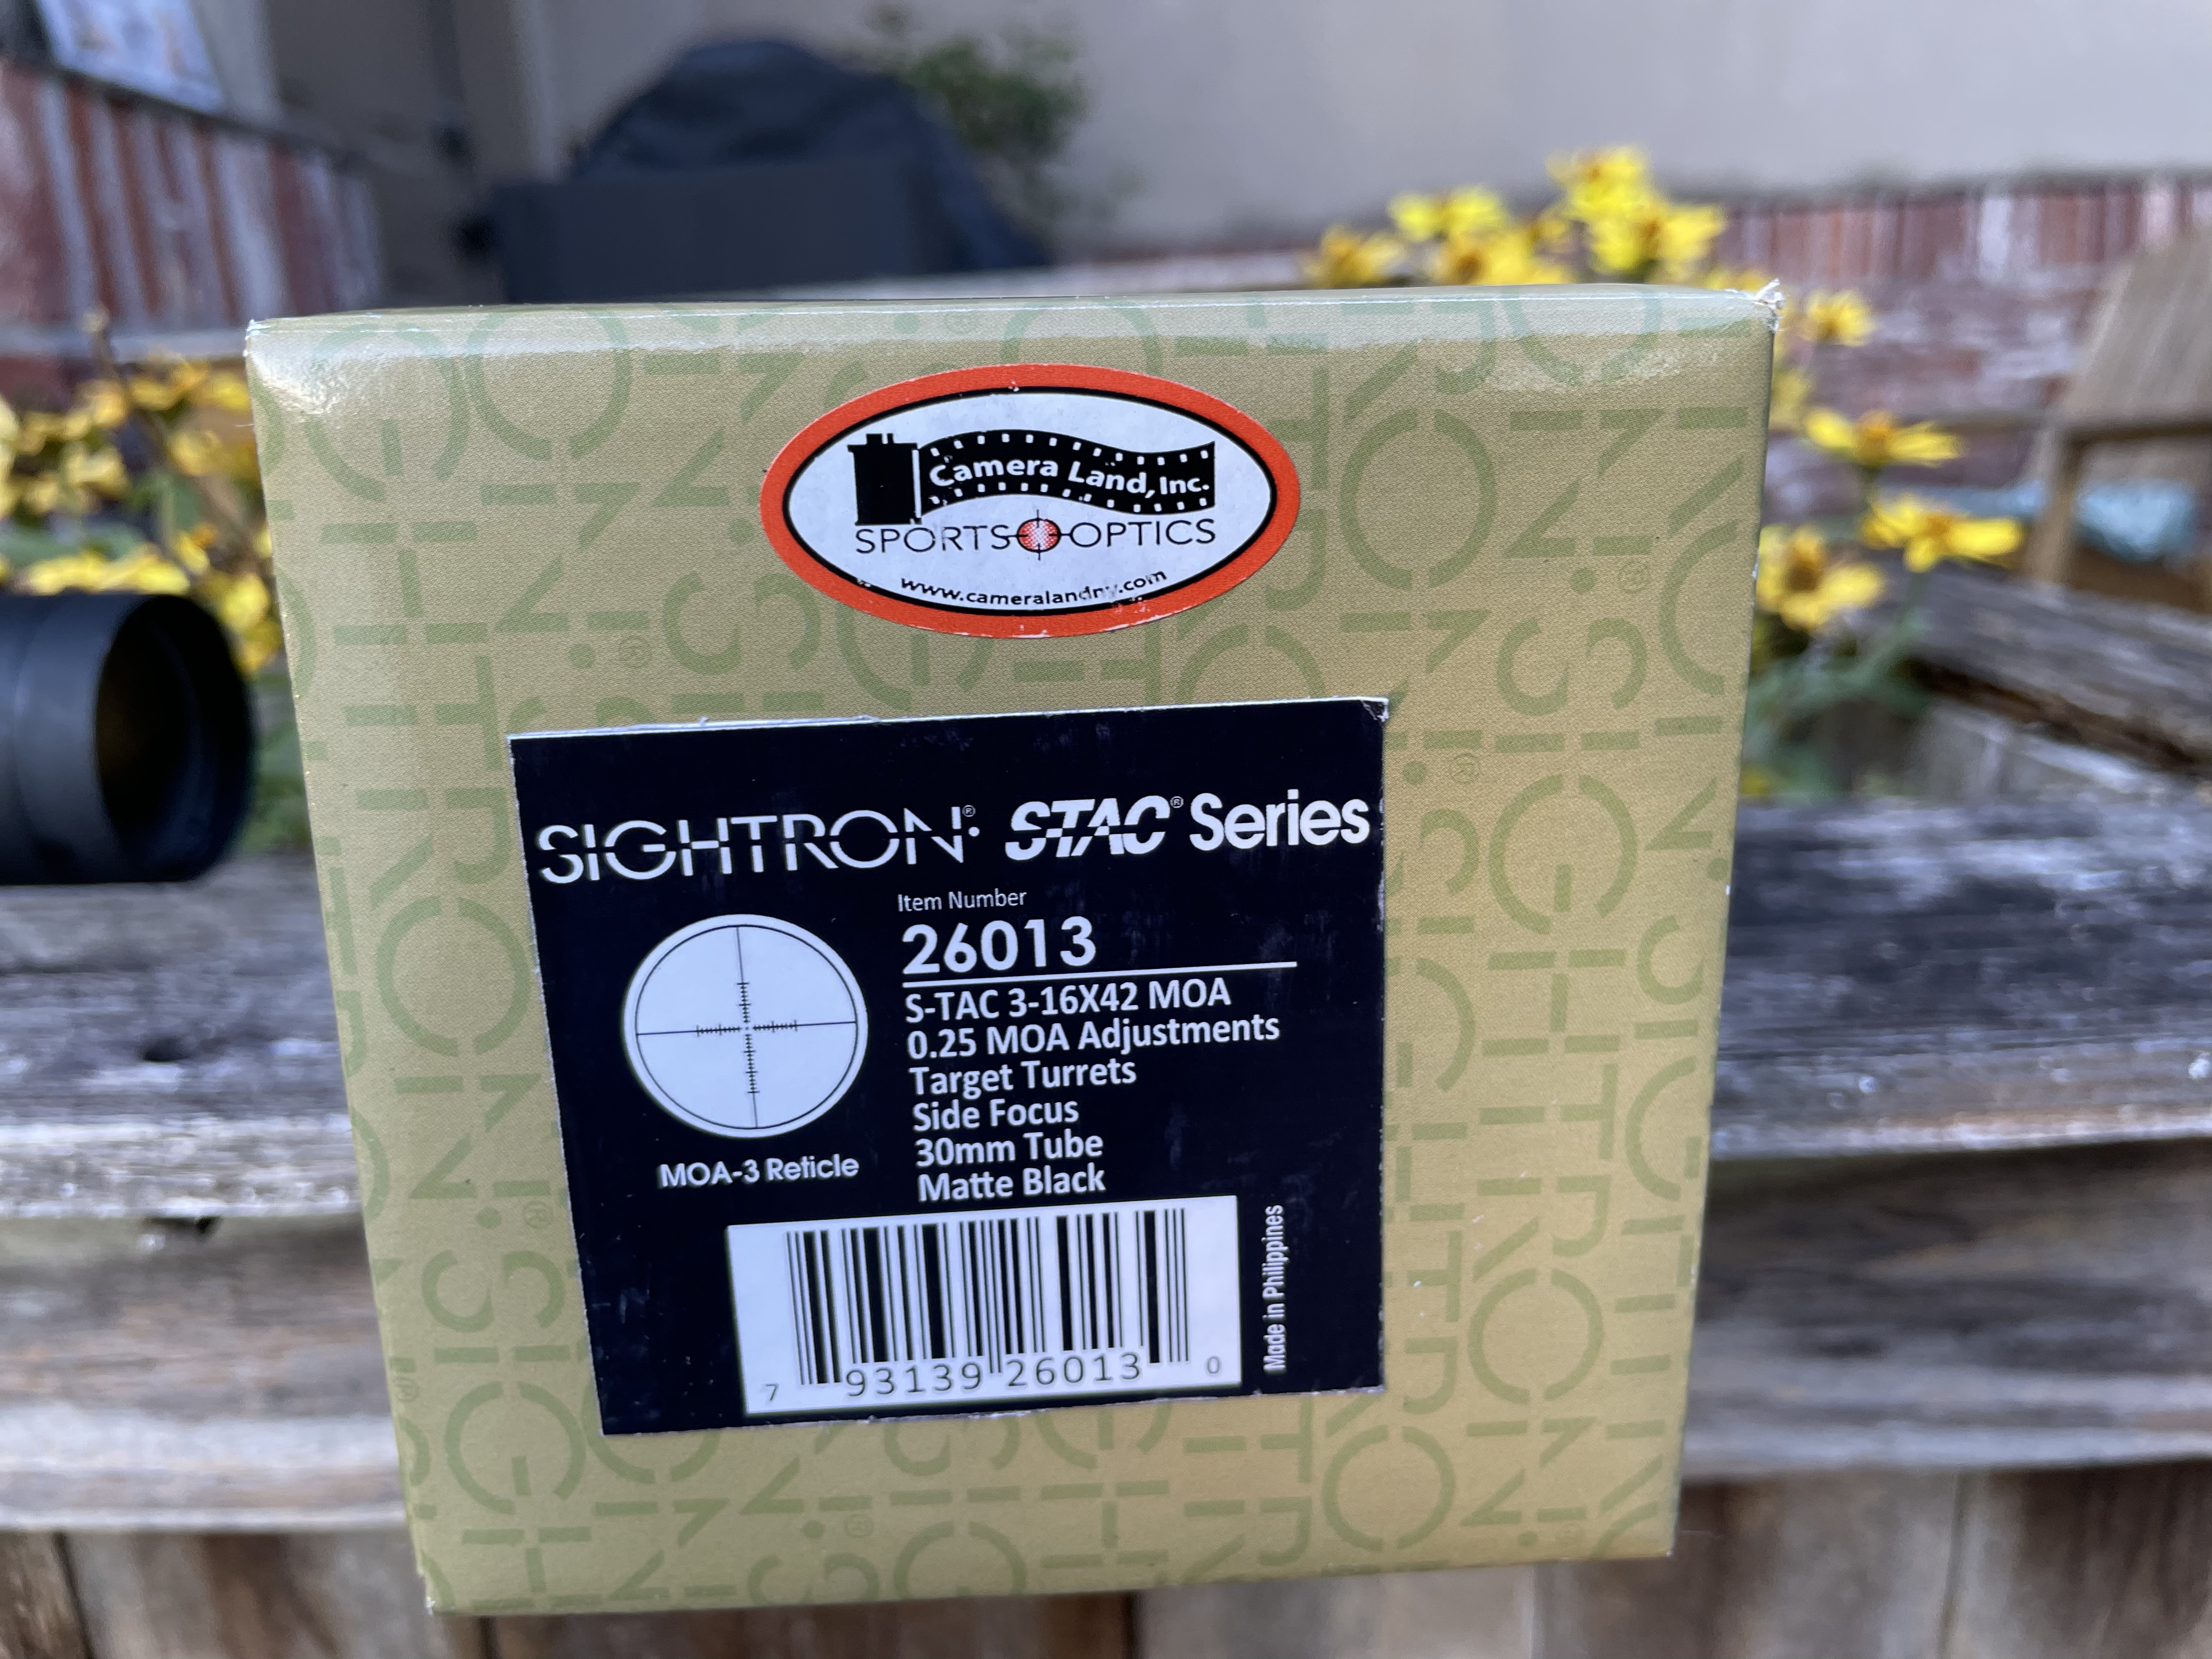 Camera Land, Inc.
SPORTS OPTICS
www.cameralandny.com
SIGHTRON® S-TAC® Series
Item Number
26013
S-TAC 3-16X42 MOA
0.25 MOA Adjustments
Target Turrets
Side Focus
30mm Tube
Matte Black
MOA-3 Reticle
7 93139 26013 0
Made in Philippines